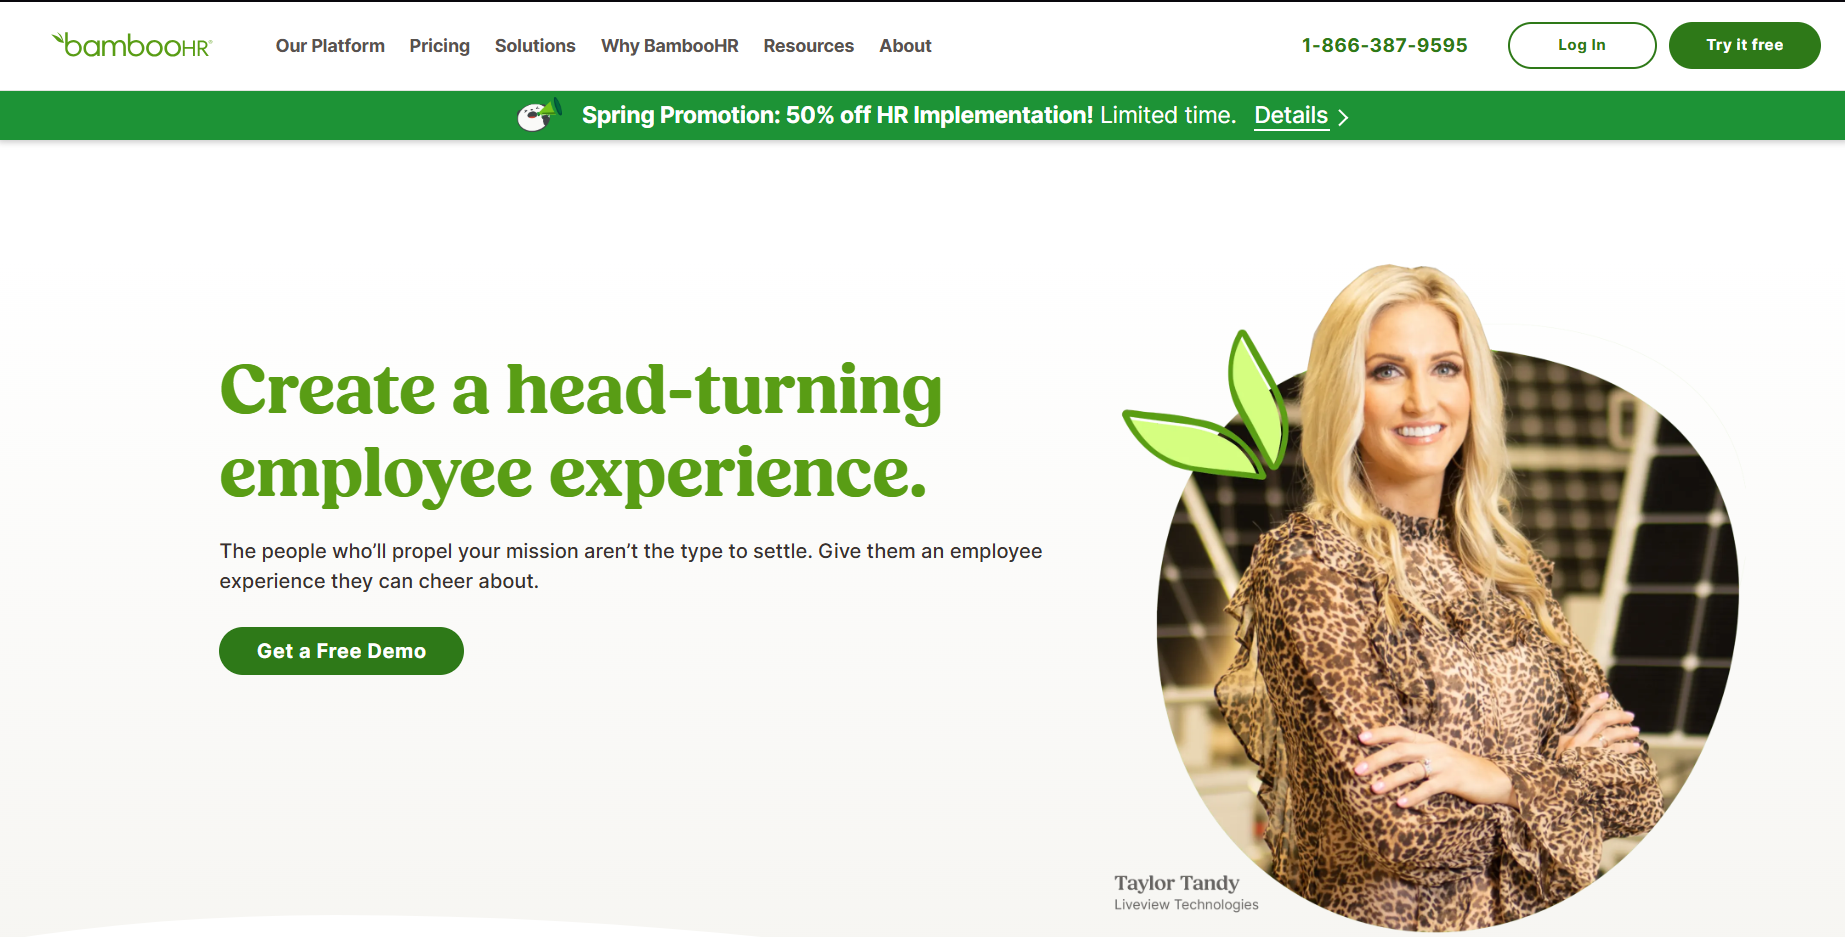 bambooHR®
Our Platform Pricing Solutions Why BambooHR Resources About
1-866-387-9595 Log In Try it free
Spring Promotion: 50% off HR Implementation! Limited time. Details
Create a head-turning
employee experience.
The people who’ll propel your mission aren’t the type to settle. Give them an employee
experience they can cheer about.
Get a Free Demo
Taylor Tandy
Liveview Technologies